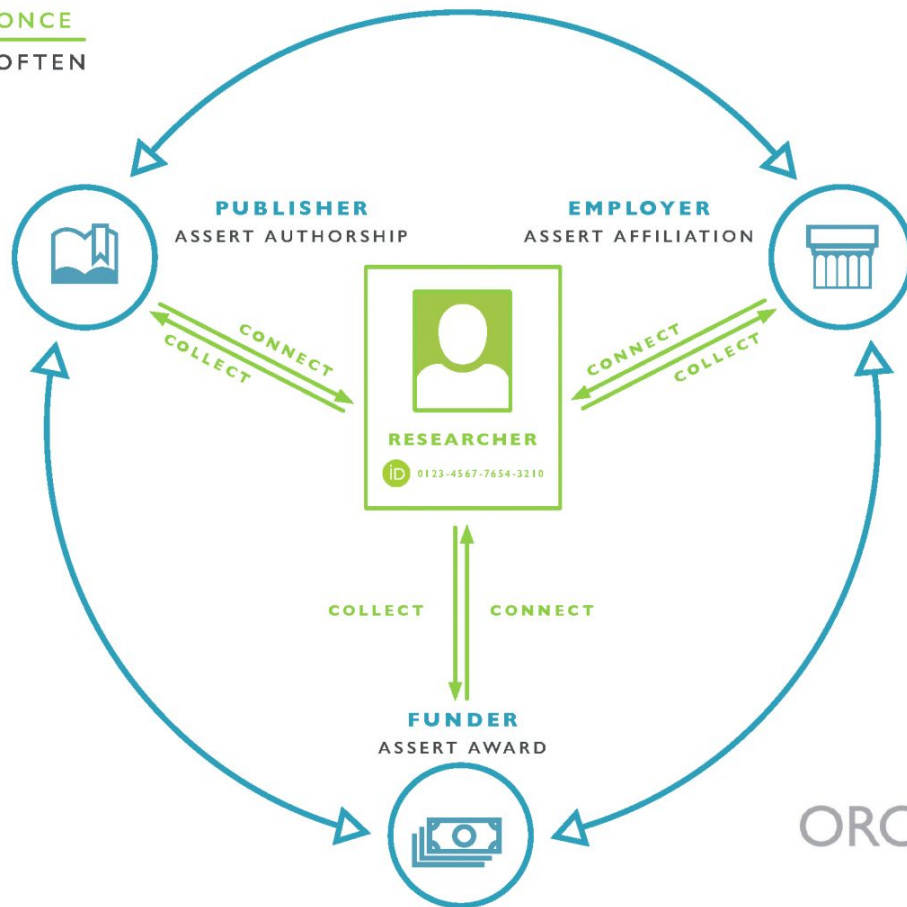 ONCE
OFTEN
PUBLISHER
ASSERT AUTHORSHIP
EMPLOYER
ASSERT AFFILIATION
CONNECT
COLLECT
CONNECT
COLLECT
RESEARCHER
iD 0123-4567-7654-3210
COLLECT
CONNECT
FUNDER
ASSERT AWARD
ORC